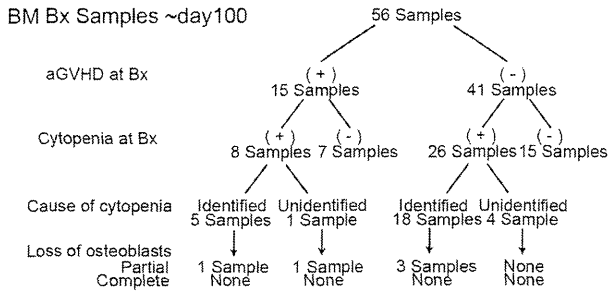 BM Bx Samples ~day100
56 Samples
aGVHD at Bx
(+) (-)
15 Samples 41 Samples
Cytopenia at Bx
(+) (-) (+) (-)
8 Samples 7 Samples 26 Samples 15 Samples
Cause of cytopenia
Identified Unidentified Identified Unidentified
5 Samples 1 Sample 18 Samples 4 Sample
Loss of osteoblasts
Partial 1 Sample 1 Sample 3 Samples None
Complete None None None None